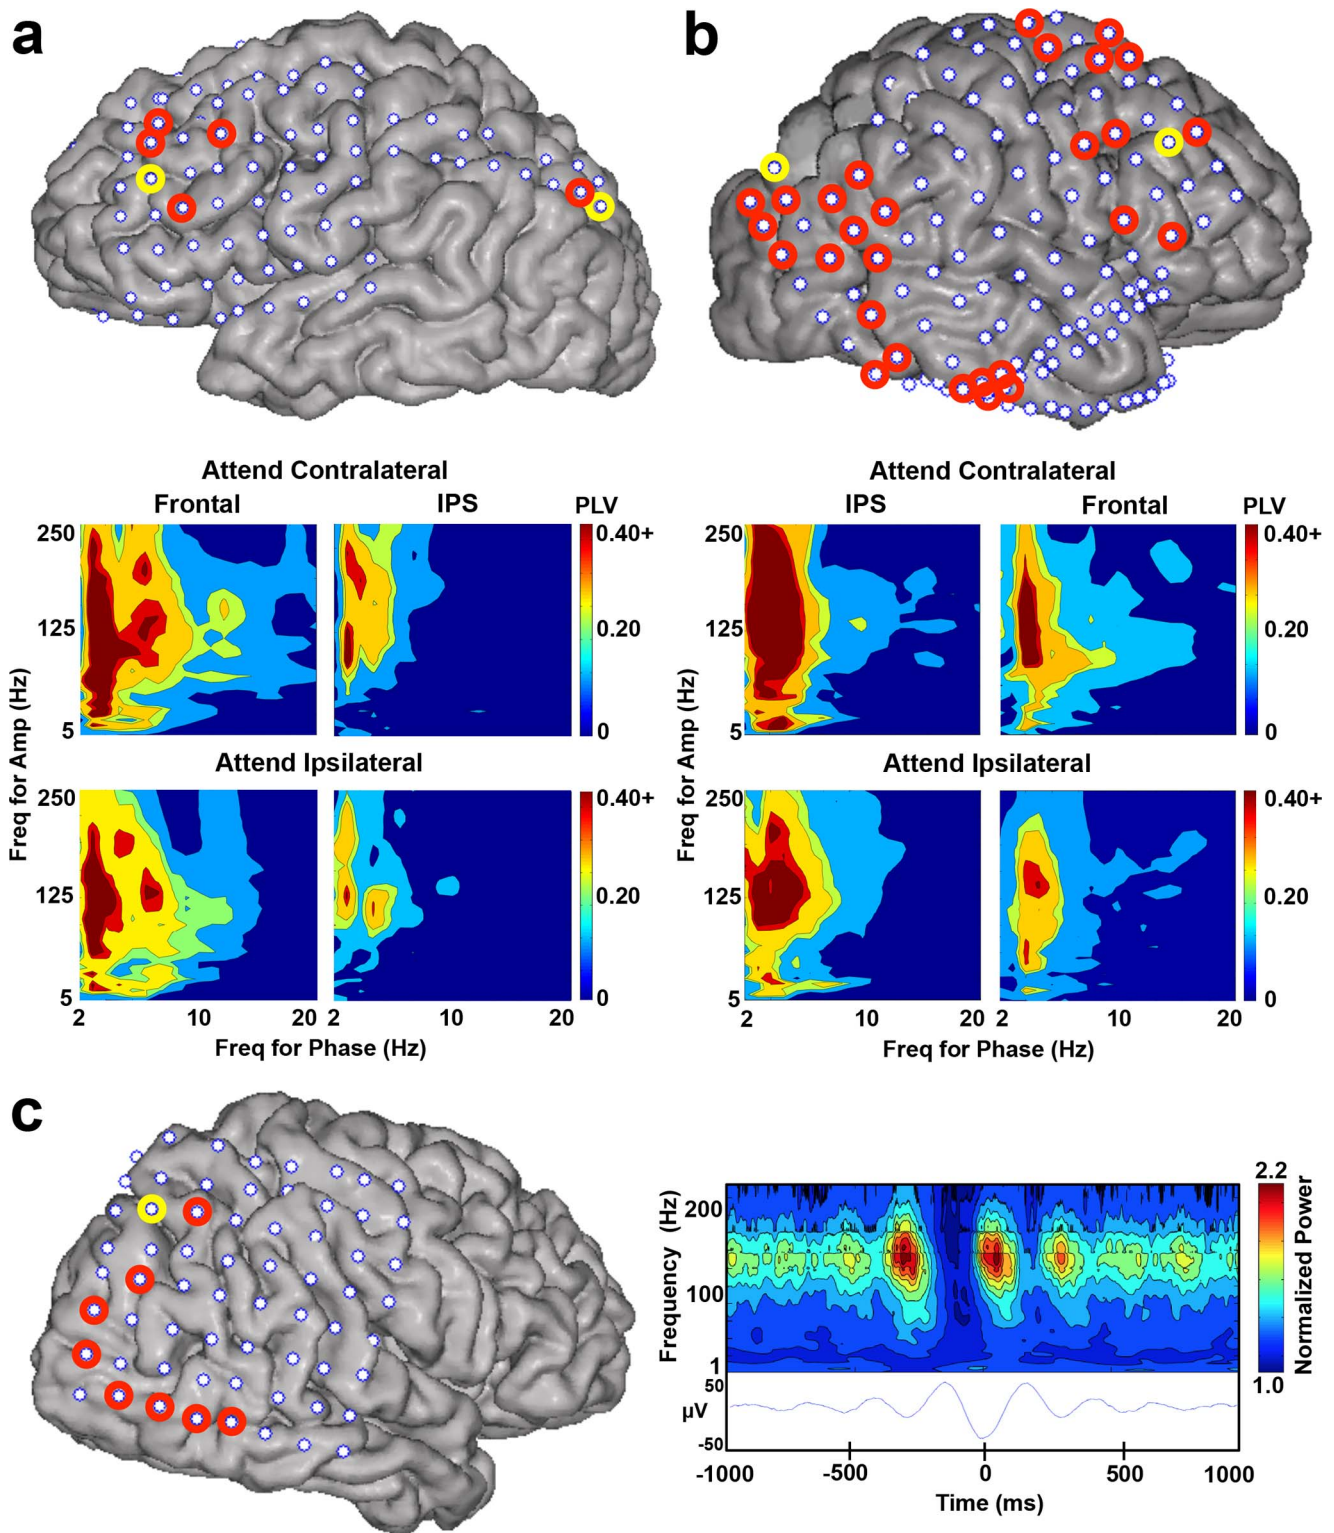 a
b
Attend Contralateral
Frontal IPS PLV
250 0.40+
125 0.20
5 0
Attend Ipsilateral
250 0.40+
125 0.20
5 0
2 10 20 2 10 20
Freq for Phase (Hz)
Freq for Amp (Hz)
Attend Contralateral
IPS Frontal PLV
250 0.40+
125 0.20
5 0
Attend Ipsilateral
250 0.40+
125 0.20
5 0
2 10 20 2 10 20
Freq for Phase (Hz)
Freq for Amp (Hz)
c
Frequency (Hz)
200
100
1
2.2
Normalized Power
1.0
50
µV
-50
-1000 -500 0 500 1000
Time (ms)